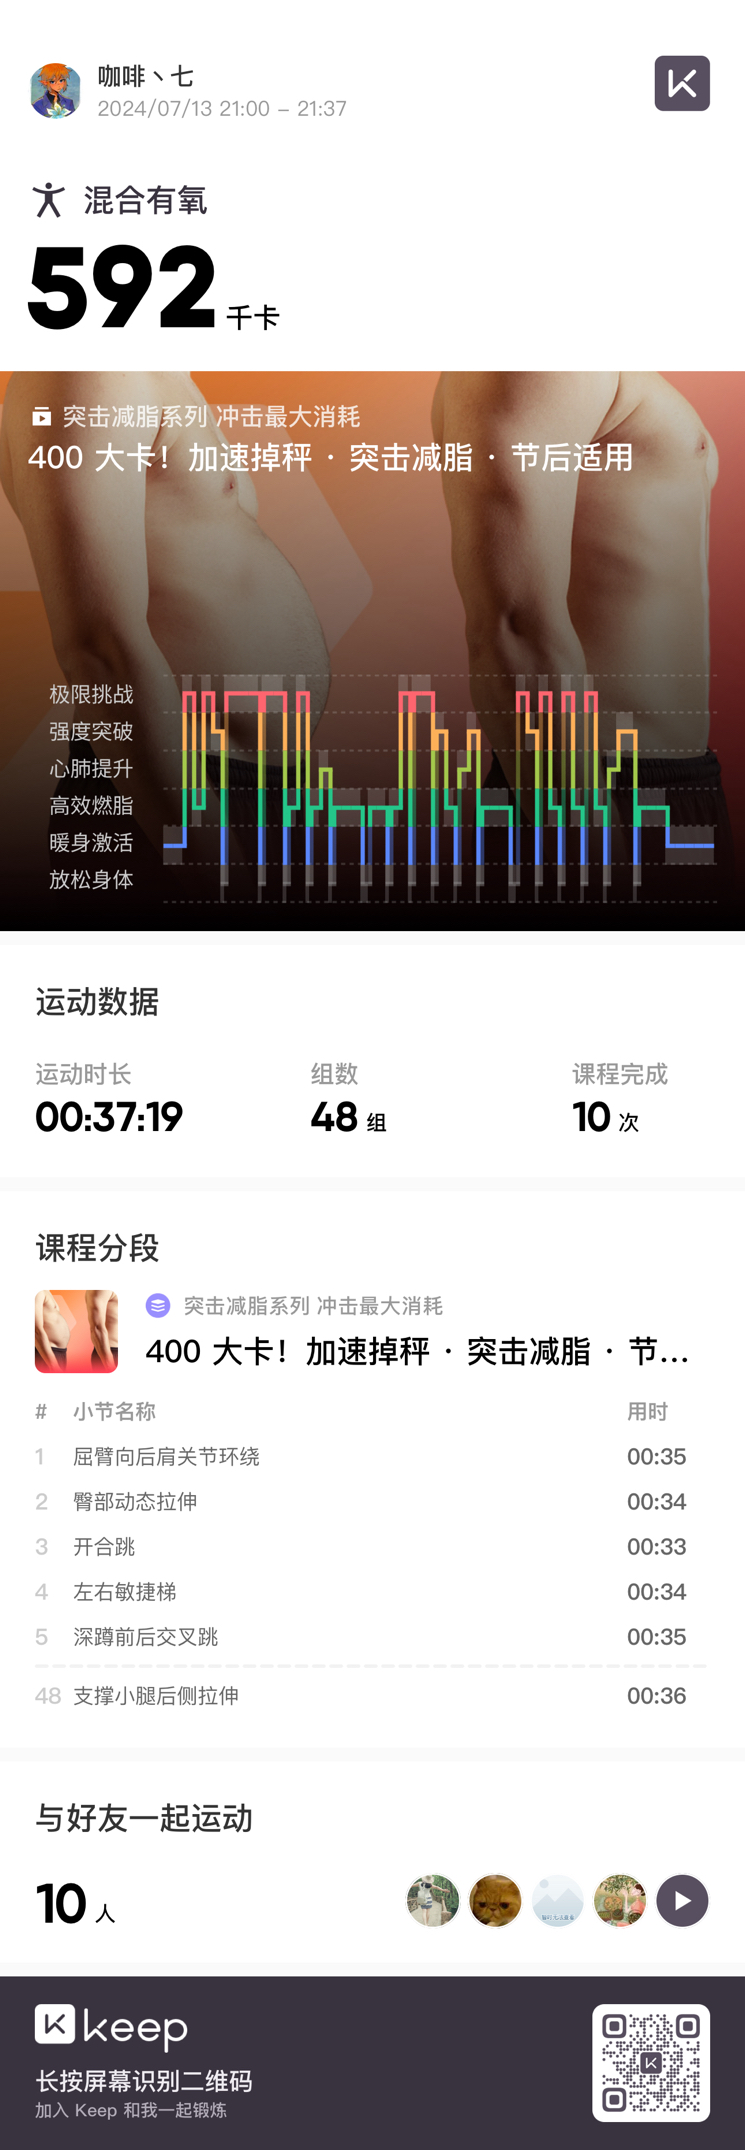 咖啡丶七
2024/07/13 21:00 – 21:37
混合有氧
592 千卡
突击减脂系列 冲击最大消耗
400 大卡！加速掉秤 · 突击减脂 · 节后适用
极限挑战
强度突破
心肺提升
高效燃脂
暖身激活
放松身体
运动数据
运动时长 组数 课程完成
00:37:19 48 组 10 次
课程分段
突击减脂系列 冲击最大消耗
400 大卡！加速掉秤 · 突击减脂 · 节...
# 小节名称 用时
1 屈臂向后肩关节环绕 00:35
2 臀部动态拉伸 00:34
3 开合跳 00:33
4 左右敏捷梯 00:34
5 深蹲前后交叉跳 00:35
48 支撑小腿后侧拉伸 00:36
与好友一起运动
10 人
keep
长按屏幕识别二维码
加入 Keep 和我一起锻炼